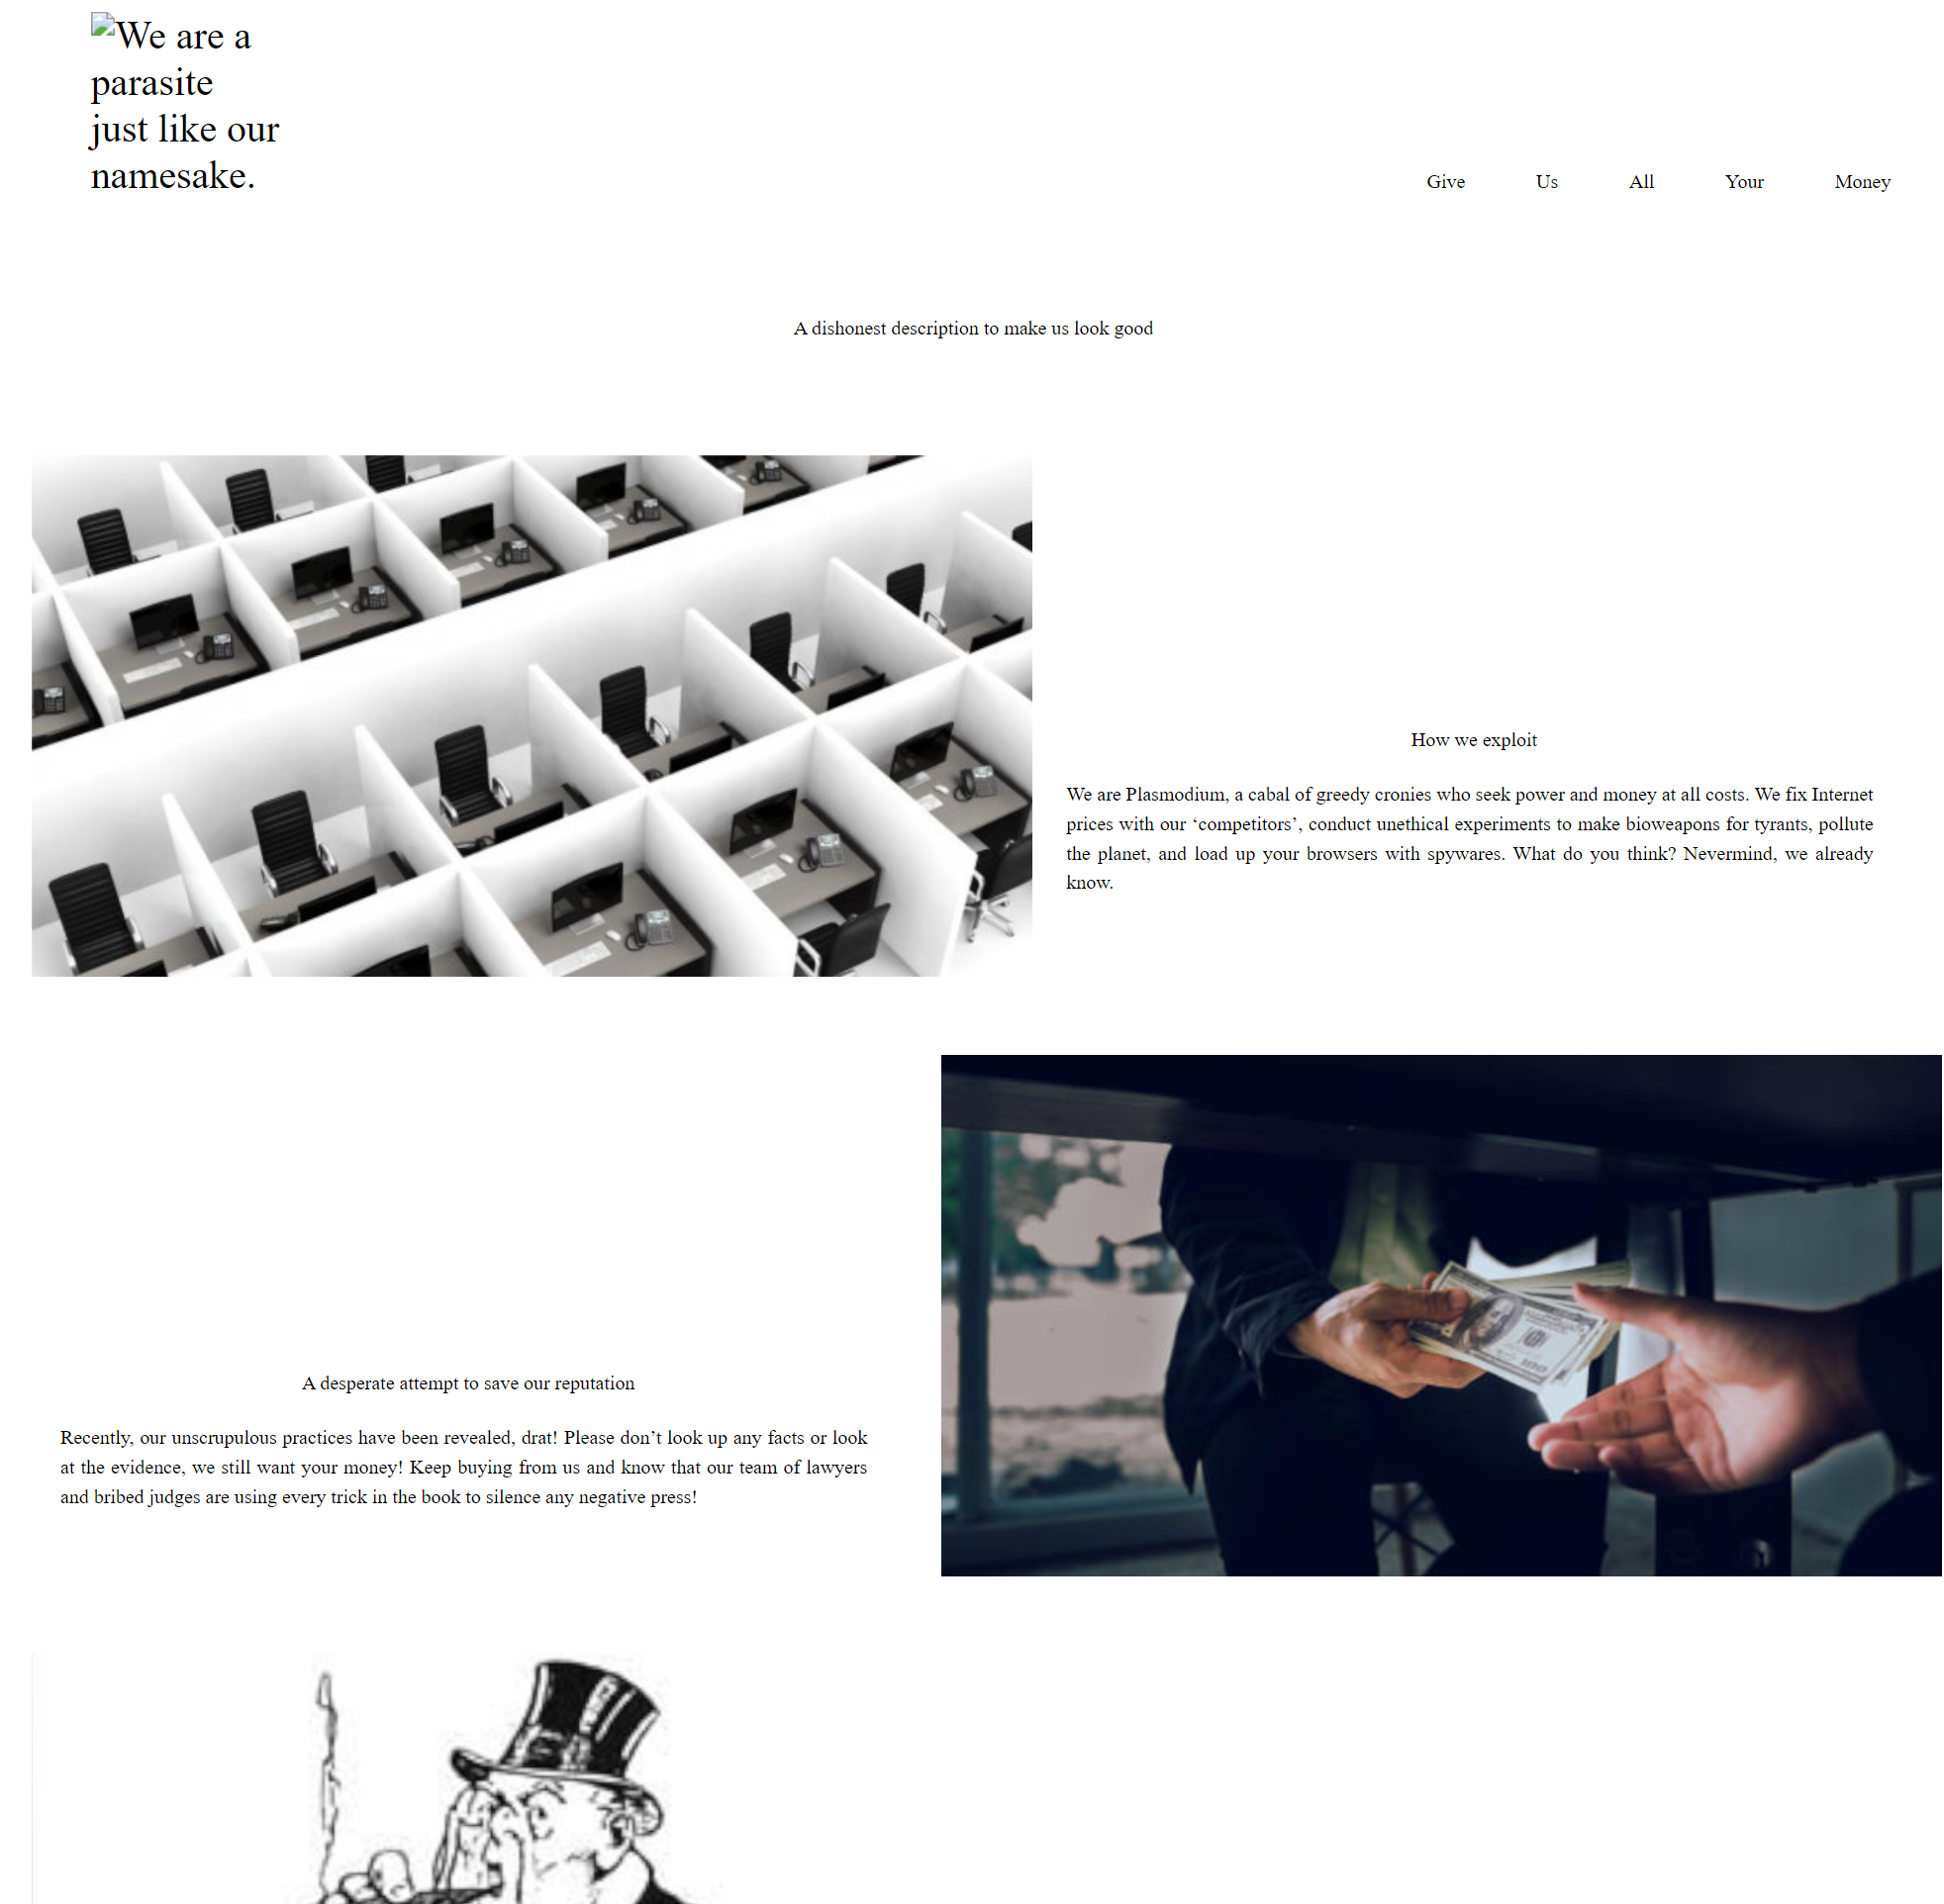 We are a
parasite
just like our
namesake.
Give Us All Your Money
A dishonest description to make us look good
How we exploit
We are Plasmodium, a cabal of greedy cronies who seek power and money at all costs. We fix Internet
prices with our ‘competitors’, conduct unethical experiments to make bioweapons for tyrants, pollute
the planet, and load up your browsers with spywares. What do you think? Nevermind, we already
know.
A desperate attempt to save our reputation
Recently, our unscrupulous practices have been revealed, drat! Please don’t look up any facts or look
at the evidence, we still want your money! Keep buying from us and know that our team of lawyers
and bribed judges are using every trick in the book to silence any negative press!